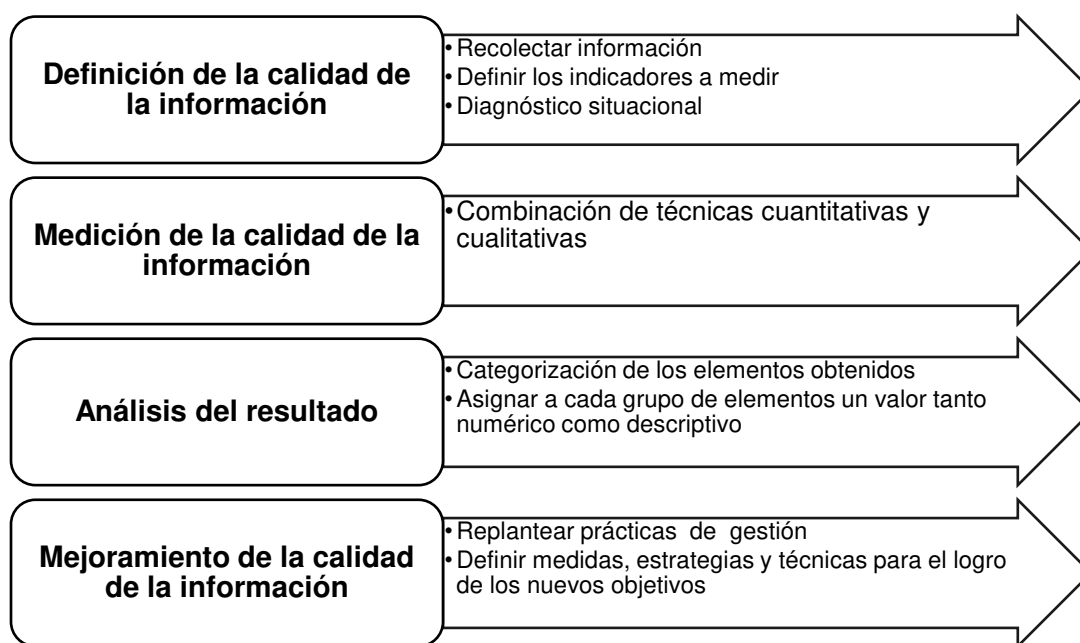 Definición de la calidad de
la información
• Recolectar información
• Definir los indicadores a medir
• Diagnóstico situacional
Medición de la calidad de la
información
• Combinación de técnicas cuantitativas y
cualitativas
Análisis del resultado
• Categorización de los elementos obtenidos
• Asignar a cada grupo de elementos un valor tanto
numérico como descriptivo
Mejoramiento de la calidad
de la información
• Replantear prácticas de gestión
• Definir medidas, estrategias y técnicas para el logro
de los nuevos objetivos